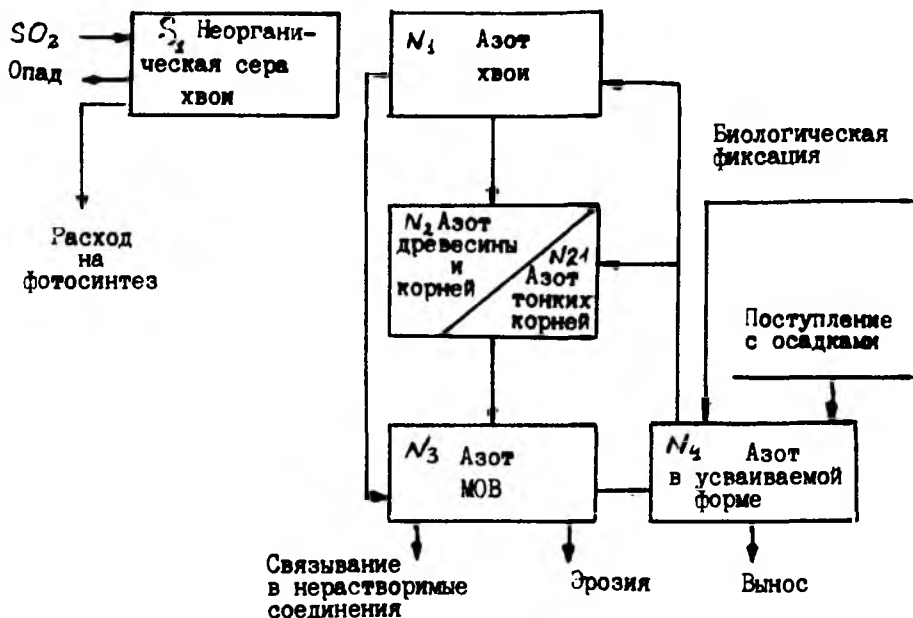 SO₂
Опад
S₁ Неоргани-
ческая сера
хвои
Расход
на
фотосинтез
N₁ Азот
хвои
N₂ Азот
древесины
и
корней
N21
Азот
тонких
корней
Биологическая
фиксация
Поступление
с осадками
N₃ Азот
МОВ
N₄ Азот
в усваиваемой
форме
Связывание
в нерастворимые
соединения
Эрозия
Вынос